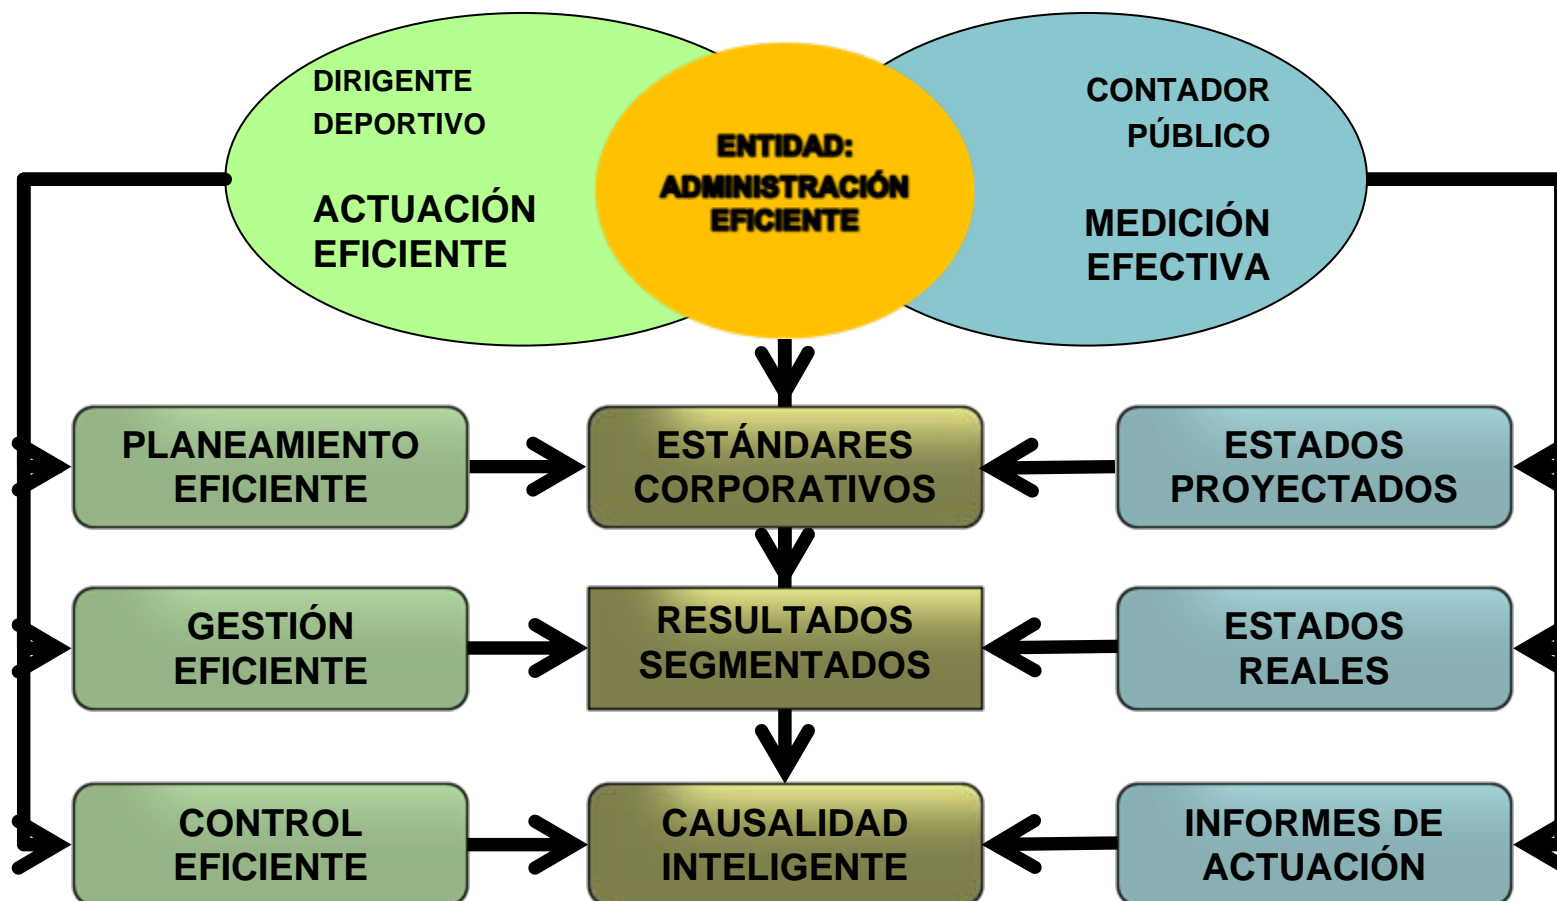 DIRIGENTE
DEPORTIVO
ACTUACIÓN
EFICIENTE
ENTIDAD:
ADMINISTRACIÓN
EFICIENTE
CONTADOR
PÚBLICO
MEDICIÓN
EFECTIVA
PLANEAMIENTO
EFICIENTE
ESTÁNDARES
CORPORATIVOS
ESTADOS
PROYECTADOS
GESTIÓN
EFICIENTE
RESULTADOS
SEGMENTADOS
ESTADOS
REALES
CONTROL
EFICIENTE
CAUSALIDAD
INTELIGENTE
INFORMES DE
ACTUACIÓN